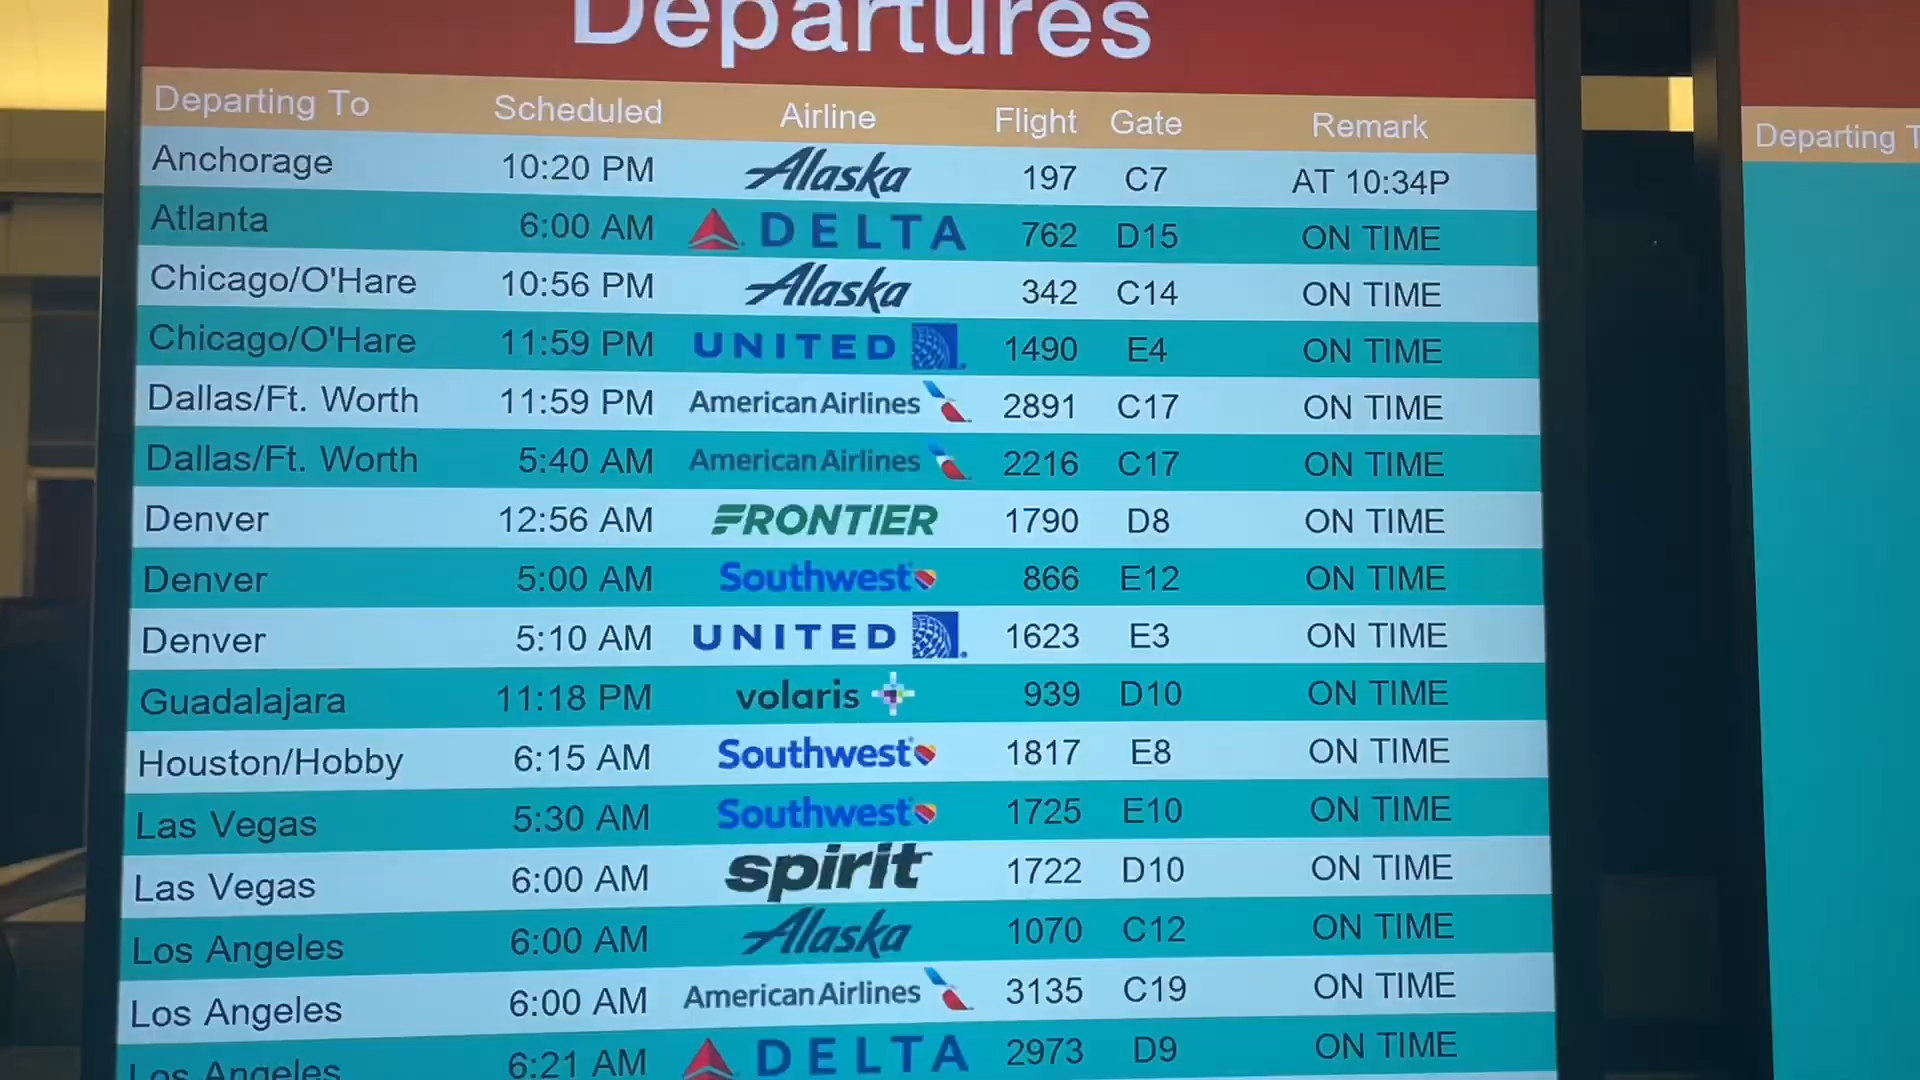 Departures
Departing To Scheduled Airline Flight Gate Remark
Anchorage 10:20 PM Alaska 197 C7 AT 10:34P
Atlanta 6:00 AM DELTA 762 D15 ON TIME
Chicago/O'Hare 10:56 PM Alaska 342 C14 ON TIME
Chicago/O'Hare 11:59 PM UNITED 1490 E4 ON TIME
Dallas/Ft. Worth 11:59 PM American Airlines 2891 C17 ON TIME
Dallas/Ft. Worth 5:40 AM American Airlines 2216 C17 ON TIME
Denver 12:56 AM FRONTIER 1790 D8 ON TIME
Denver 5:00 AM Southwest 866 E12 ON TIME
Denver 5:10 AM UNITED 1623 E3 ON TIME
Guadalajara 11:18 PM volaris 939 D10 ON TIME
Houston/Hobby 6:15 AM Southwest 1817 E8 ON TIME
Las Vegas 5:30 AM Southwest 1725 E10 ON TIME
Las Vegas 6:00 AM spirit 1722 D10 ON TIME
Los Angeles 6:00 AM Alaska 1070 C12 ON TIME
Los Angeles 6:00 AM American Airlines 3135 C19 ON TIME
Los Angeles 6:21 AM DELTA 2973 D9 ON TIME
Departing T